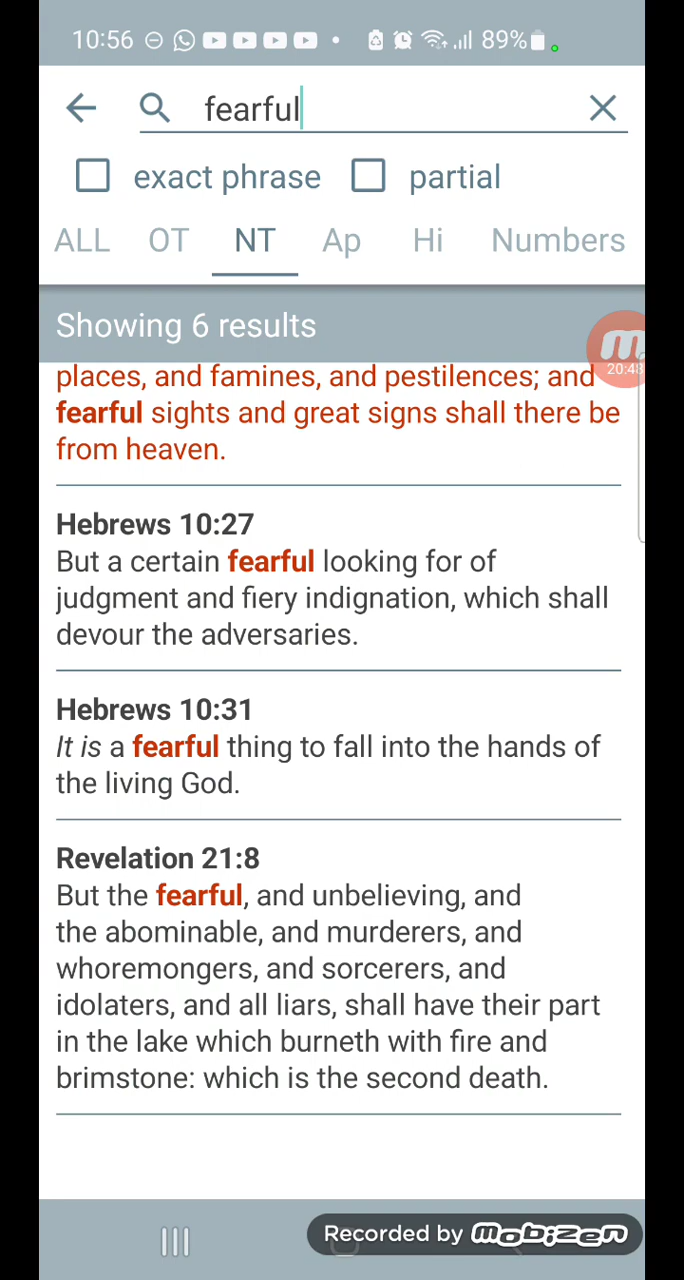 10:56 89%
fearful
exact phrase partial
ALL OT NT Ap Hi Numbers
Showing 6 results
20:48
places, and famines, and pestilences; and
fearful sights and great signs shall there be
from heaven.
Hebrews 10:27
But a certain fearful looking for of
judgment and fiery indignation, which shall
devour the adversaries.
Hebrews 10:31
It is a fearful thing to fall into the hands of
the living God.
Revelation 21:8
But the fearful, and unbelieving, and
the abominable, and murderers, and
whoremongers, and sorcerers, and
idolaters, and all liars, shall have their part
in the lake which burneth with fire and
brimstone: which is the second death.
Recorded by mobizen